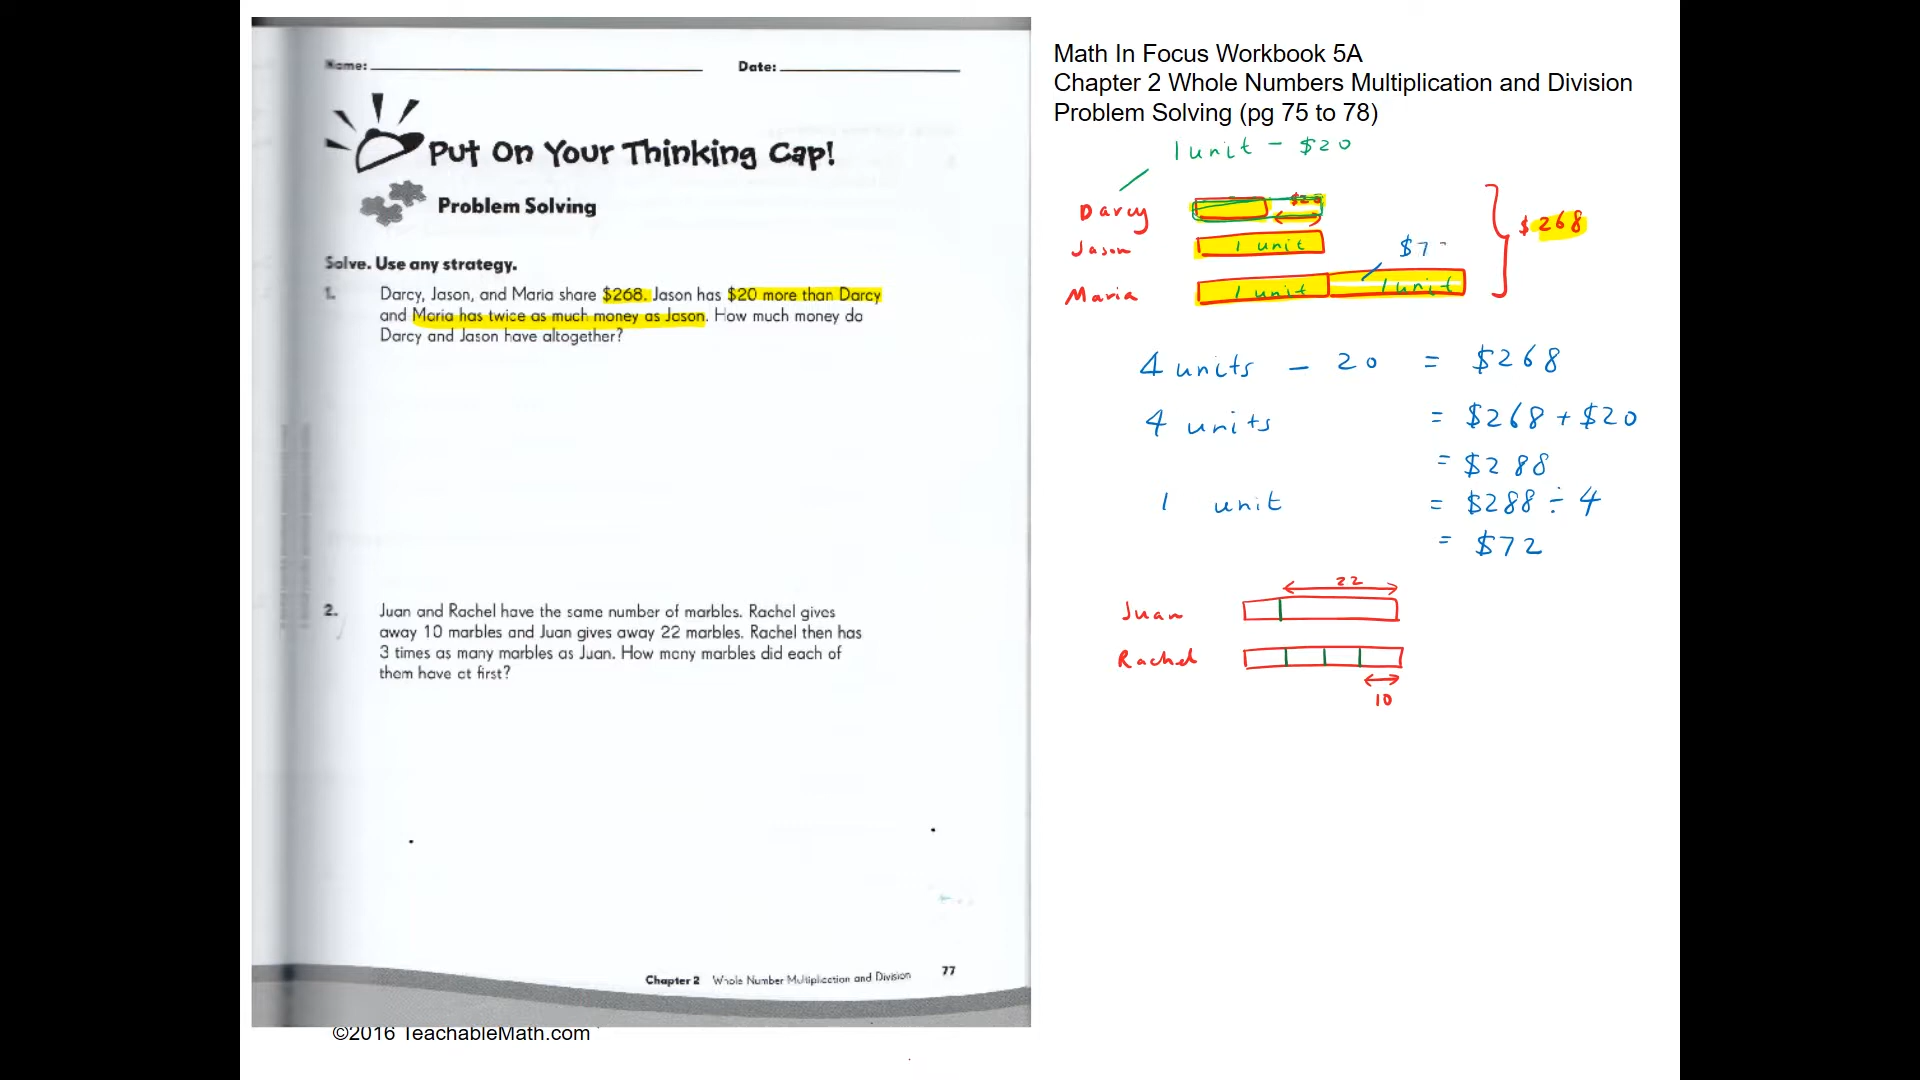 Name:
Date:
Put On Your Thinking Cap!
Problem Solving
Solve. Use any strategy.
1. Darcy, Jason, and Maria share $268. Jason has $20 more than Darcy
and Maria has twice as much money as Jason. How much money do
Darcy and Jason have altogether?
2. Juan and Rachel have the same number of marbles. Rachel gives
away 10 marbles and Juan gives away 22 marbles. Rachel then has
3 times as many marbles as Juan. How many marbles did each of
them have at first?
Chapter 2 Whole Number Multiplication and Division 77
©2016 TeachableMath.com
Math In Focus Workbook 5A
Chapter 2 Whole Numbers Multiplication and Division
Problem Solving (pg 75 to 78)
1 unit - $20
Darcy $20
Jason 1 unit $7
$268
Maria 1 unit 1 unit
4 units - 20 = $268
4 units = $268 + $20
= $288
1 unit = $288 ÷ 4
= $72
22
Juan
Rachel
10